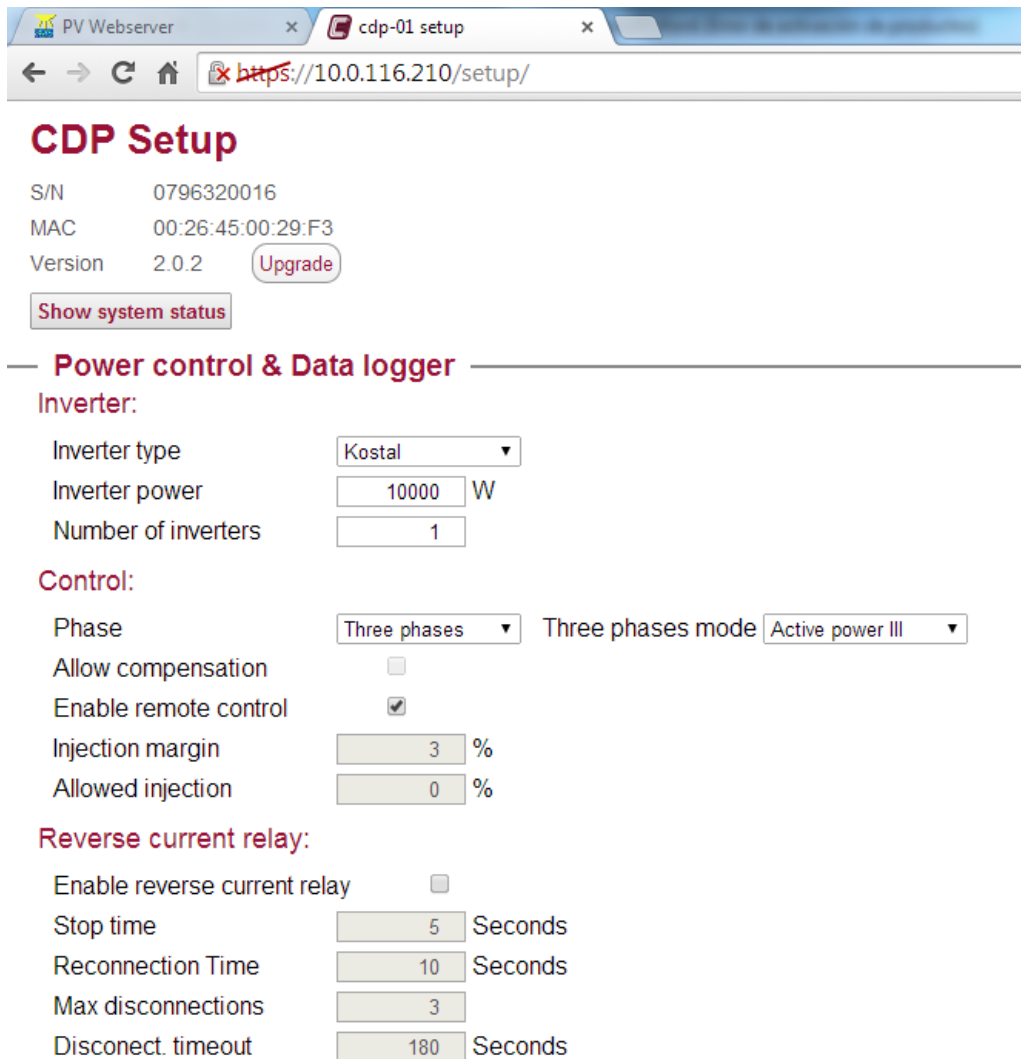 PV Webserver × cdp-01 setup ×
https://10.0.116.210/setup/
CDP Setup
S/N 0796320016
MAC 00:26:45:00:29:F3
Version 2.0.2 Upgrade
Show system status
Power control & Data logger
Inverter:
Inverter type Kostal
Inverter power 10000 W
Number of inverters 1
Control:
Phase Three phases Three phases mode Active power III
Allow compensation
Enable remote control
Injection margin 3 %
Allowed injection 0 %
Reverse current relay:
Enable reverse current relay
Stop time 5 Seconds
Reconnection Time 10 Seconds
Max disconnections 3
Disconect. timeout 180 Seconds